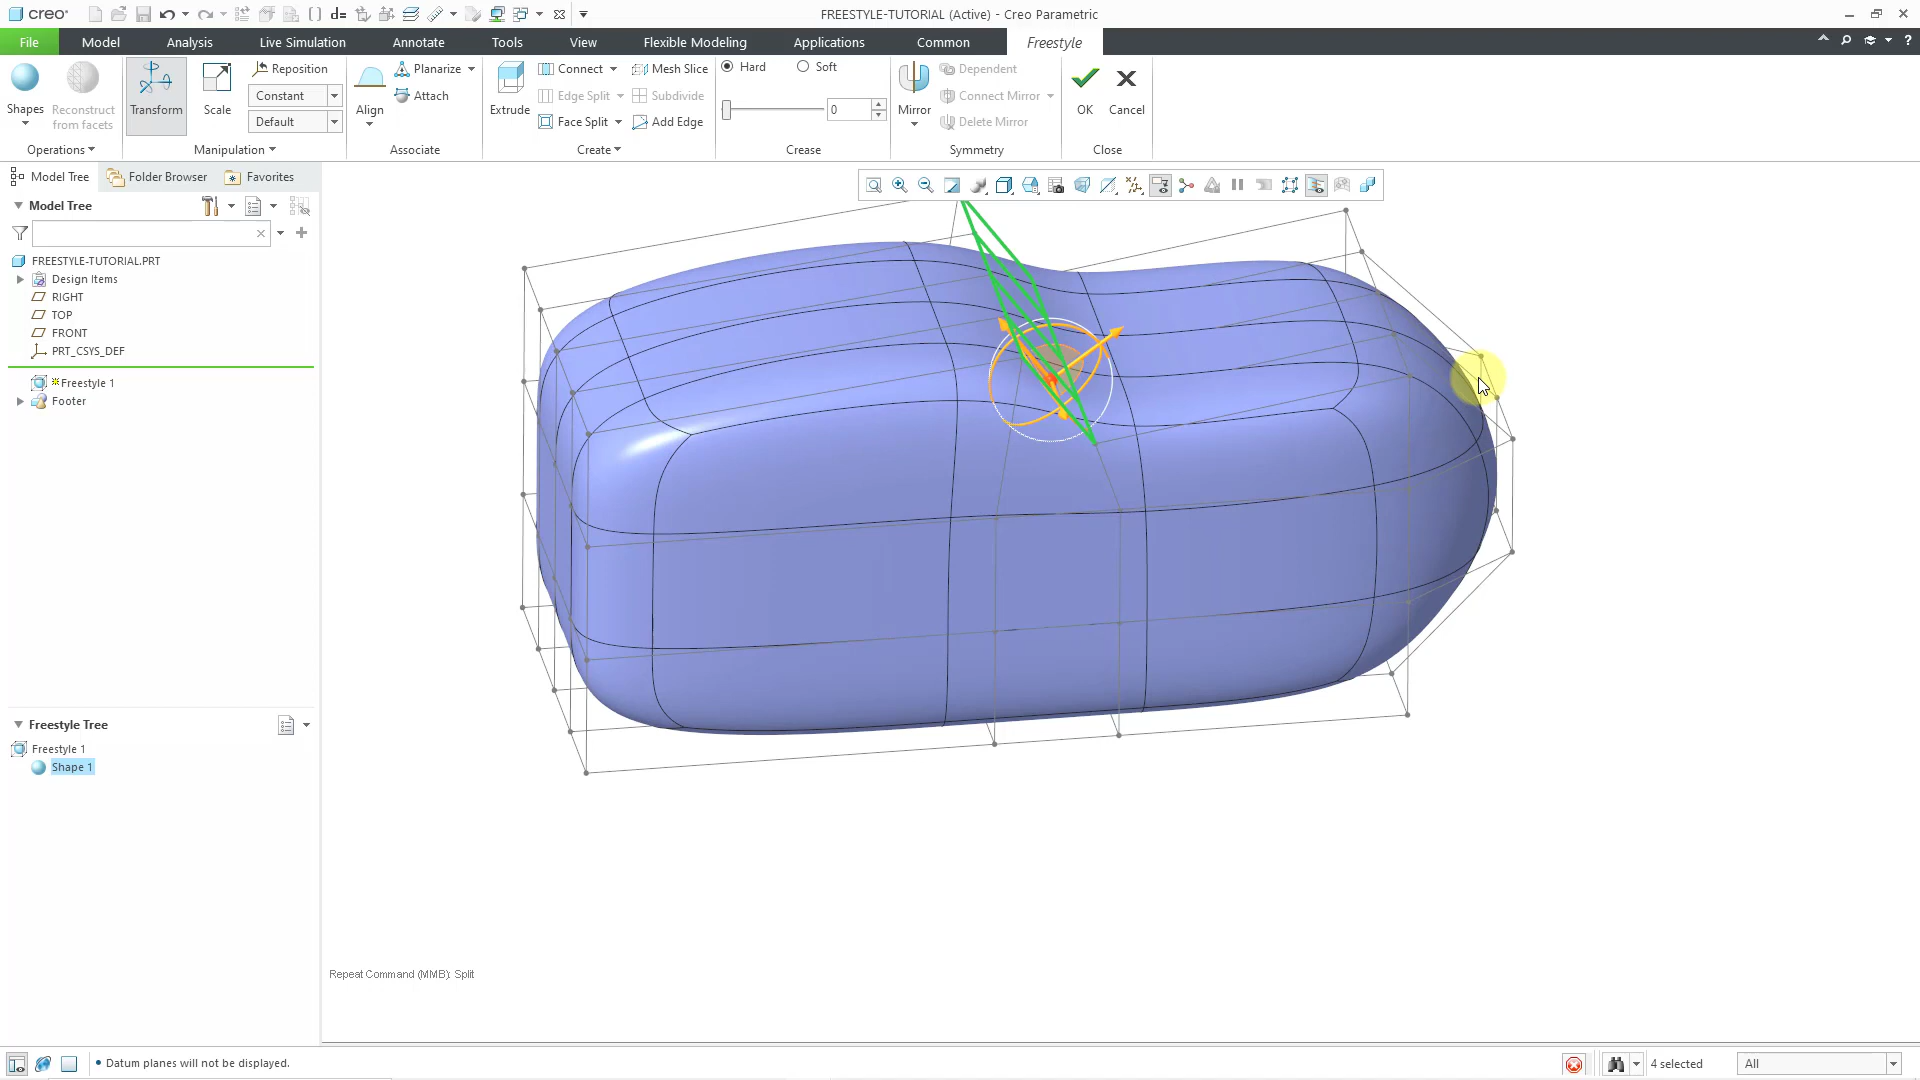 creo
FREESTYLE-TUTORIAL (Active) - Creo Parametric
File
Model
Analysis
Live Simulation
Annotate
Tools
View
Flexible Modeling
Applications
Common
Freestyle
Shapes
Reconstruct
from facets
Operations
Transform
Scale
Reposition
Constant
Default
Manipulation
Align
Planarize
Attach
Associate
Extrude
Connect
Edge Split
Face Split
Mesh Slice
Subdivide
Add Edge
Create
Hard
Soft
0
Crease
Mirror
Dependent
Connect Mirror
Delete Mirror
Symmetry
OK
Cancel
Close
Model Tree
Folder Browser
Favorites
Model Tree
FREESTYLE-TUTORIAL.PRT
Design Items
RIGHT
TOP
FRONT
PRT_CSYS_DEF
Freestyle 1
Footer
Freestyle Tree
Freestyle 1
Shape 1
Repeat Command (MMB): Split
• Datum planes will not be displayed.
4 selected
All